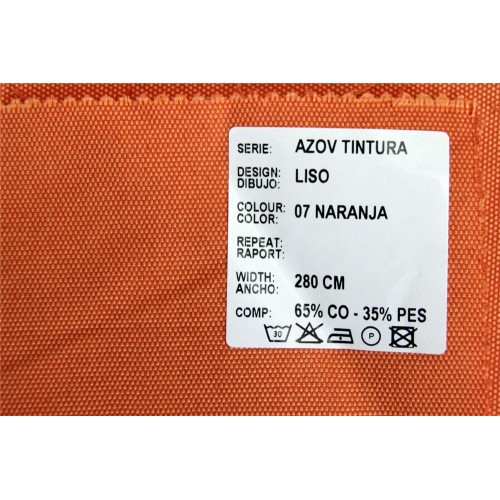 SERIE: AZOV TINTURA
DESIGN: LISO
DIBUJO:
COLOUR: 07 NARANJA
COLOR:
REPEAT:
RAPORT:
WIDTH: 280 CM
ANCHO:
COMP: 65% CO - 35% PES
30 P